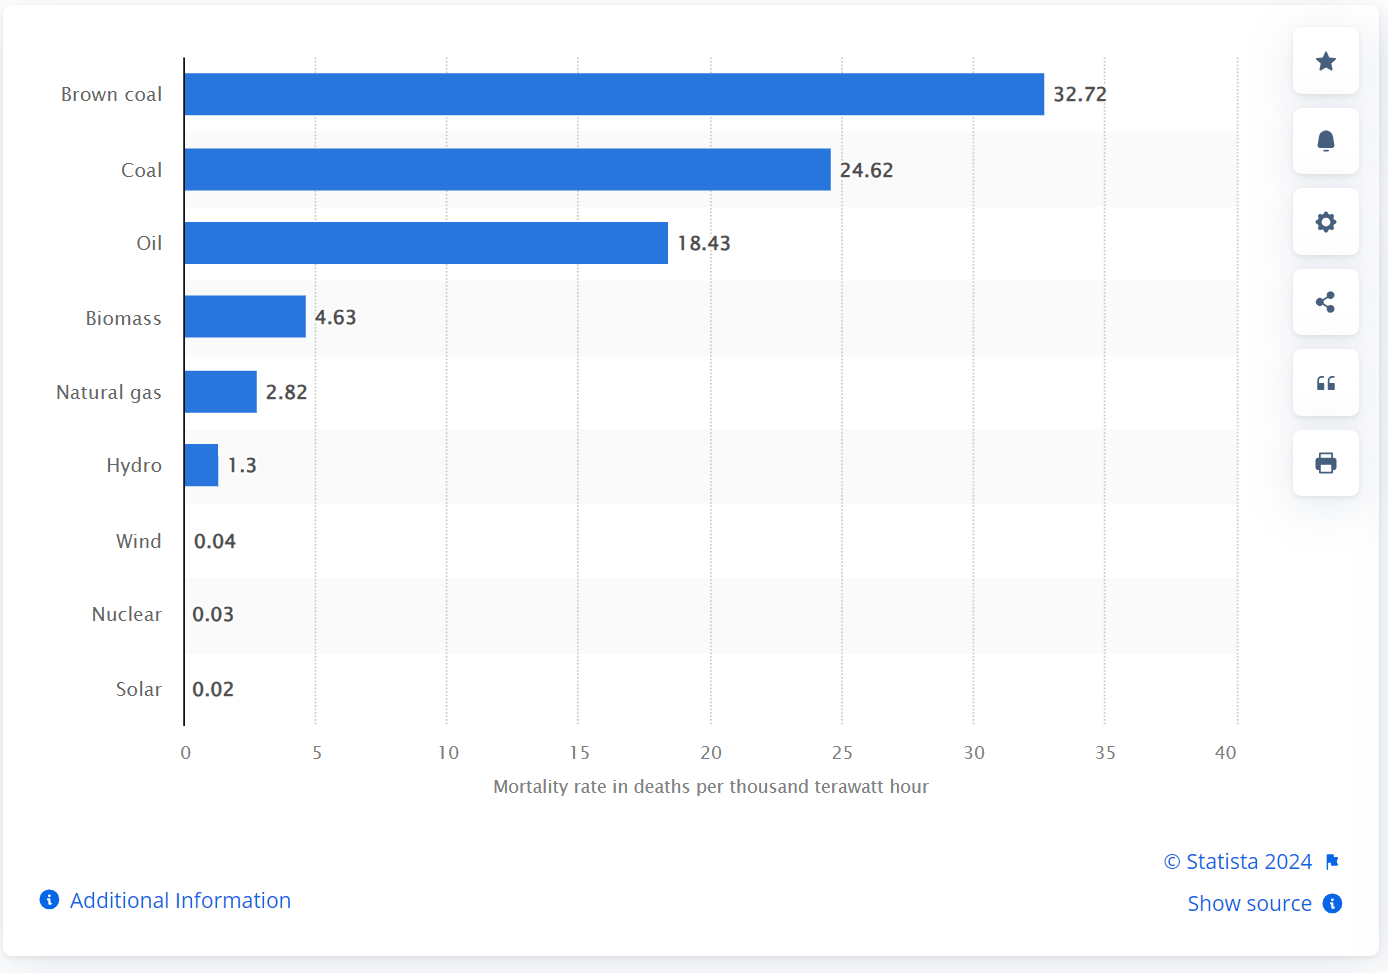 Brown coal 32.72
Coal 24.62
Oil 18.43
Biomass 4.63
Natural gas 2.82
Hydro 1.3
Wind 0.04
Nuclear 0.03
Solar 0.02
0 5 10 15 20 25 30 35 40
Mortality rate in deaths per thousand terawatt hour
© Statista 2024
Additional Information
Show source